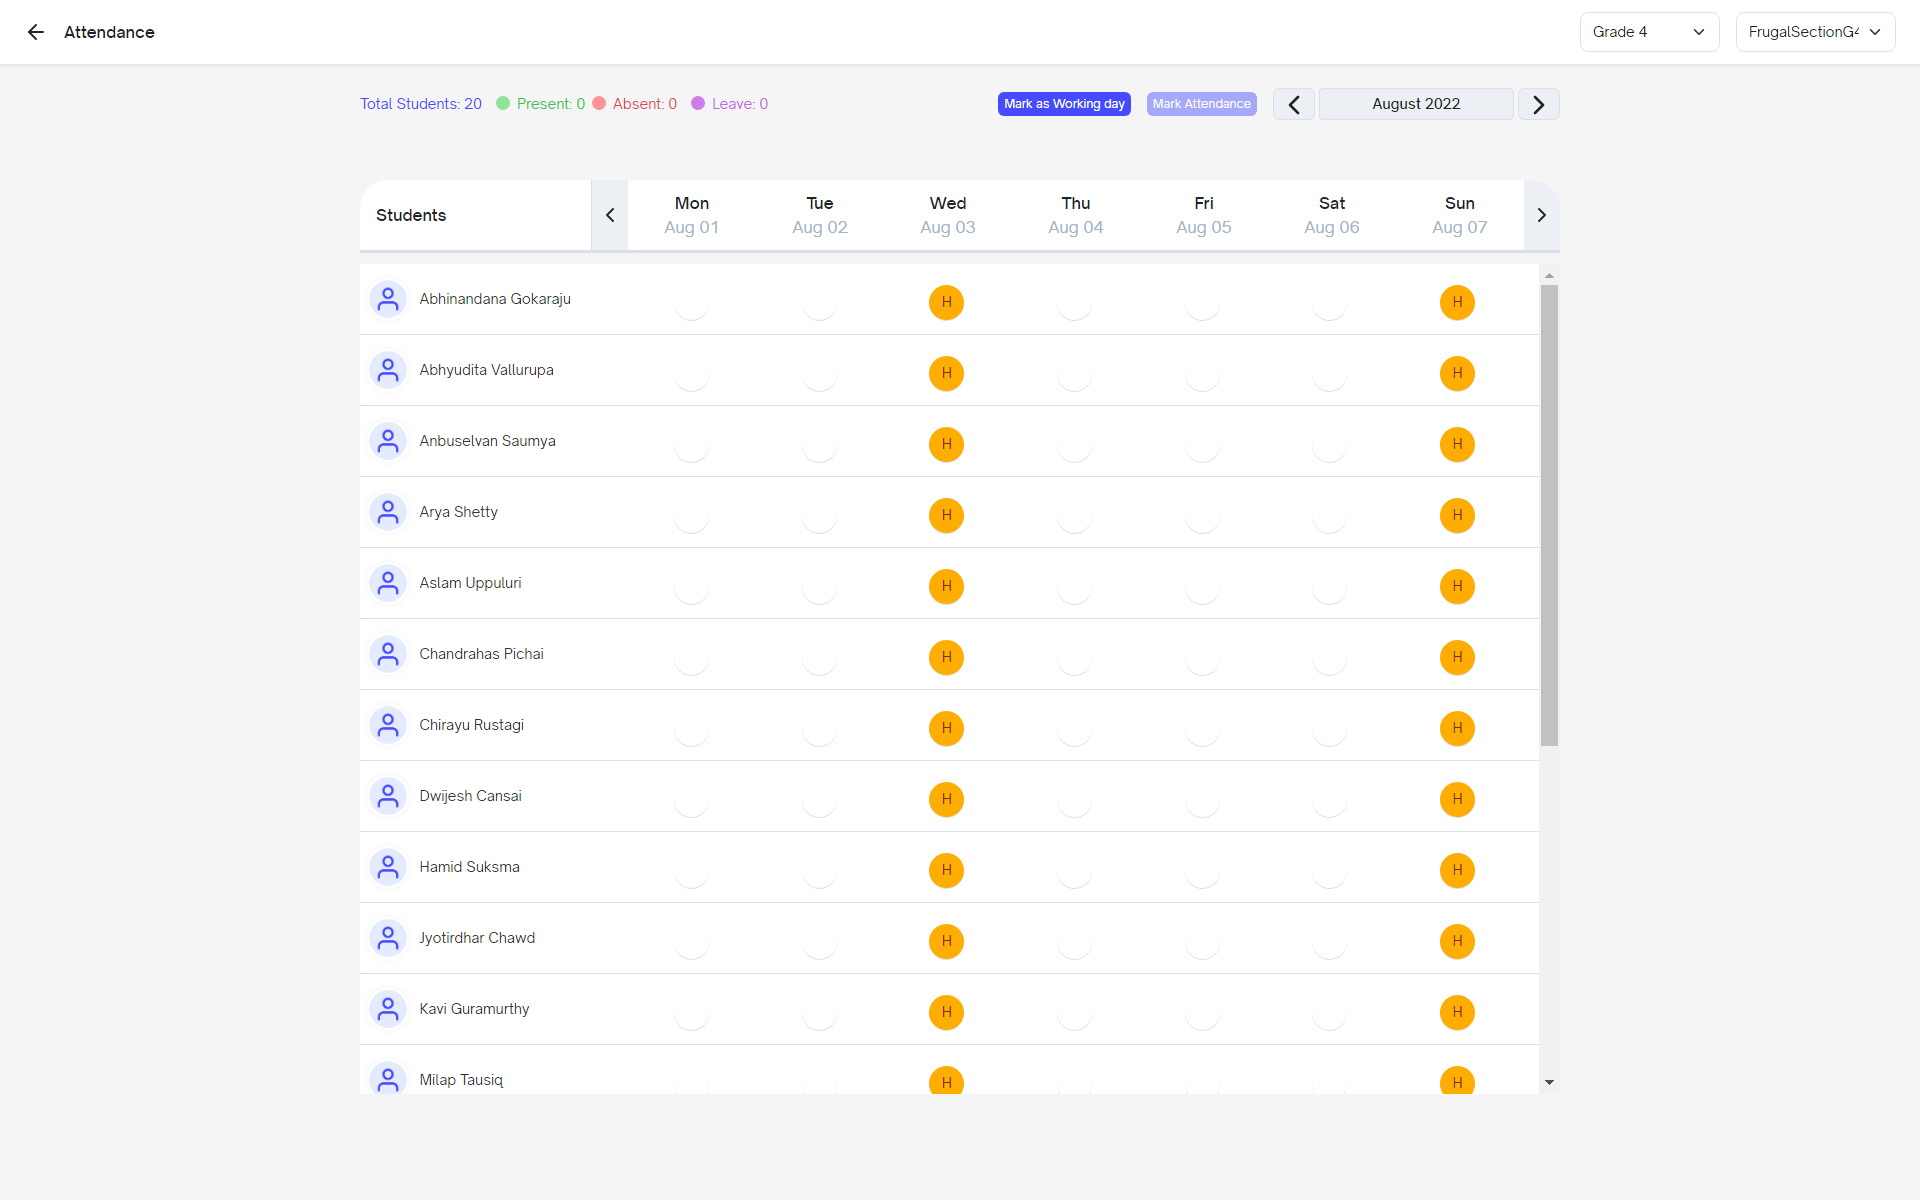 Attendance
Grade 4
FrugalSectionG4
Total Students: 20 Present: 0 Absent: 0 Leave: 0
Mark as Working day
Mark Attendance
August 2022
Students
Mon Tue Wed Thu Fri Sat Sun
Aug 01 Aug 02 Aug 03 Aug 04 Aug 05 Aug 06 Aug 07
Abhinandana Gokaraju H H
Abhyudita Vallurupa H H
Anbuselvan Saumya H H
Arya Shetty H H
Aslam Uppuluri H H
Chandrahas Pichai H H
Chirayu Rustagi H H
Dwijesh Cansai H H
Hamid Suksma H H
Jyotirdhar Chawd H H
Kavi Guramurthy H H
Milap Tausiq H H